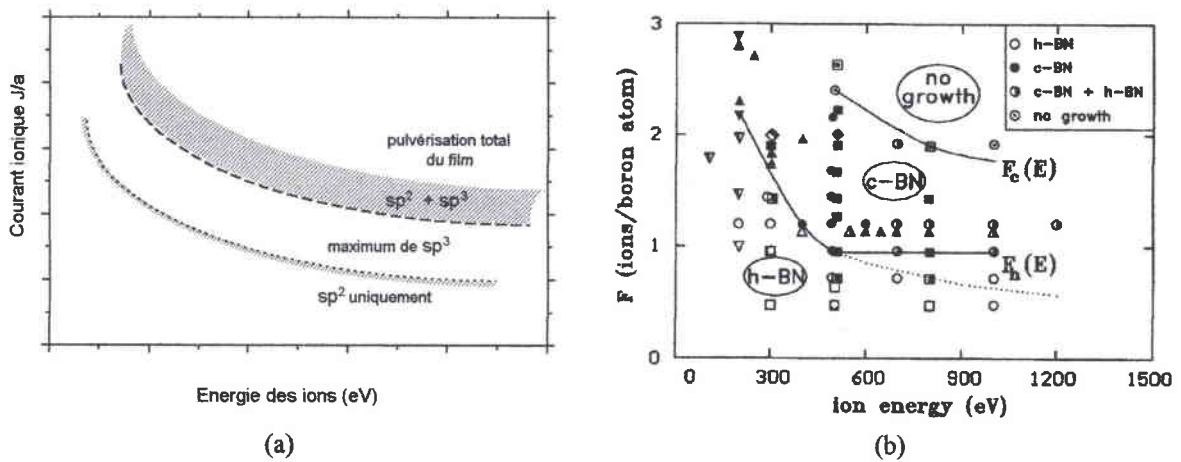 Courant ionique J/a
pulvérisation total
du film
sp² + sp³
maximum de sp³
sp² uniquement
Energie des ions (eV)
(a)
F (ions/boron atom)
3
2
1
0
h-BN
c-BN
c-BN + h-BN
no growth
no
growth
F_c(E)
c-BN
F_h(E)
h-BN
0 300 600 900 1200 1500
ion energy (eV)
(b)